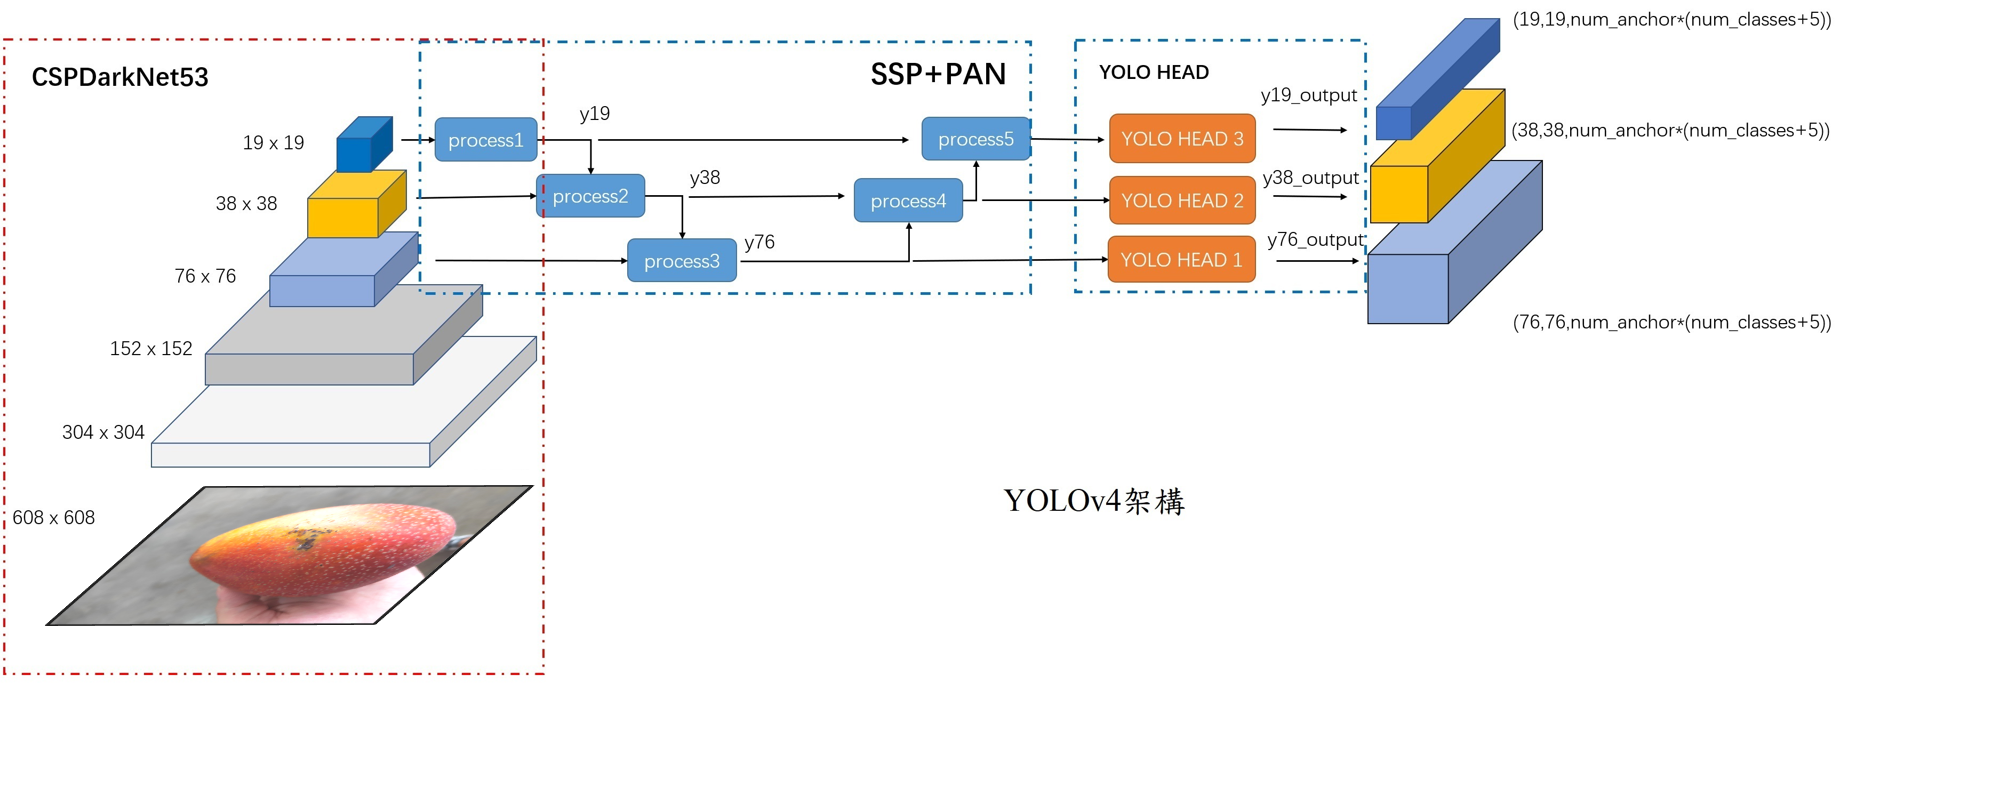 CSPDarkNet53
19 x 19
38 x 38
76 x 76
152 x 152
304 x 304
608 x 608
SSP+PAN
process1
y19
process5
process2
y38
process4
process3
y76
YOLO HEAD
YOLO HEAD 3
y19_output
YOLO HEAD 2
y38_output
YOLO HEAD 1
y76_output
(19,19,num_anchor*(num_classes+5))
(38,38,num_anchor*(num_classes+5))
(76,76,num_anchor*(num_classes+5))
YOLOv4架構